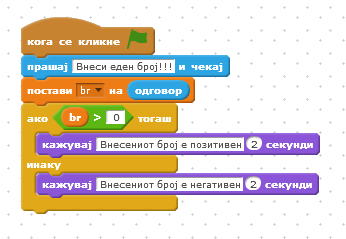 кога се кликне
прашај Внеси еден број!!! и чекај
постави br на одговор
ако br > 0 тогаш
кажувај Внесениот број е позитивен 2 секунди
инаку
кажувај Внесениот број е негативен 2 секунди